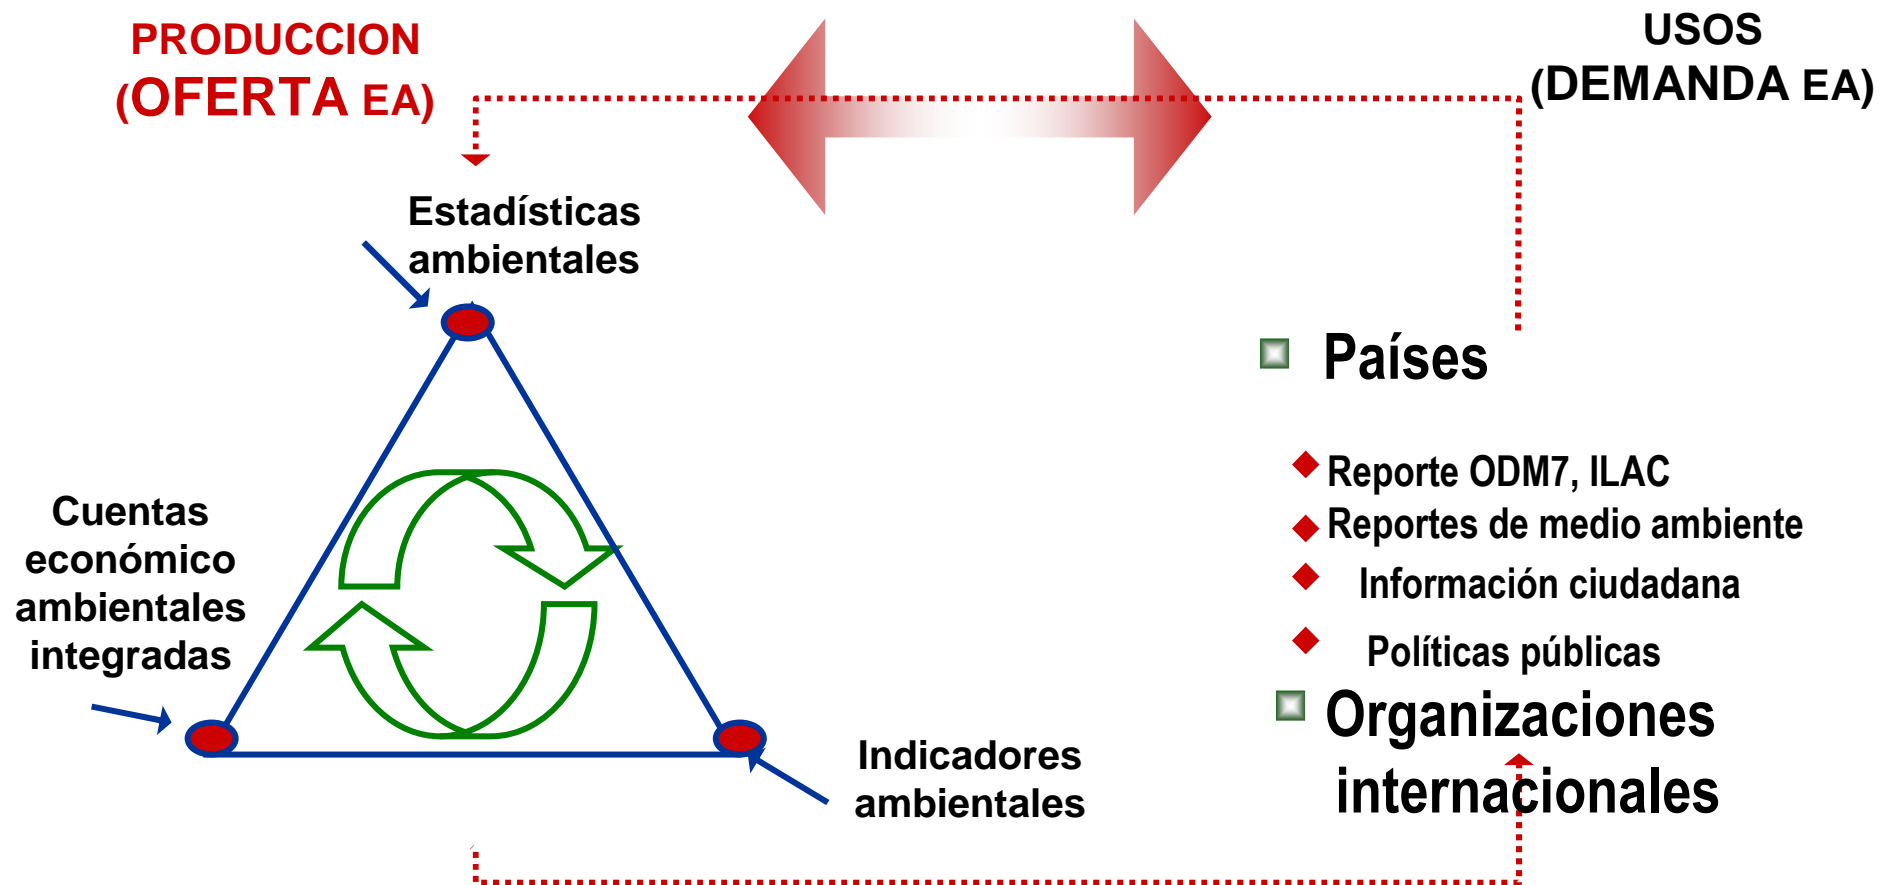 PRODUCCION
(OFERTA EA)
USOS
(DEMANDA EA)
Estadísticas
ambientales
Cuentas
económico
ambientales
integradas
Indicadores
ambientales
Países
Reporte ODM7, ILAC
Reportes de medio ambiente
Información ciudadana
Políticas públicas
Organizaciones
internacionales